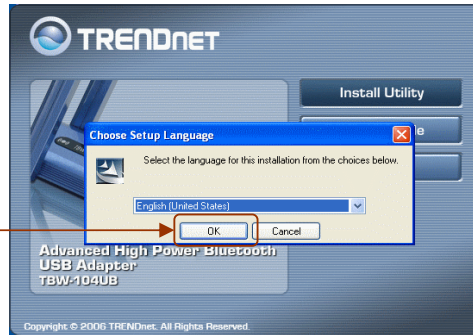 TRENDNET
Install Utility
e
Choose Setup Language
Select the language for this installation from the choices below.
English (United States)
OK
Cancel
Advanced High Power Bluetooth
USB Adapter
TBW-104UB
Copyright © 2006 TRENDnet. All Rights Reserved.